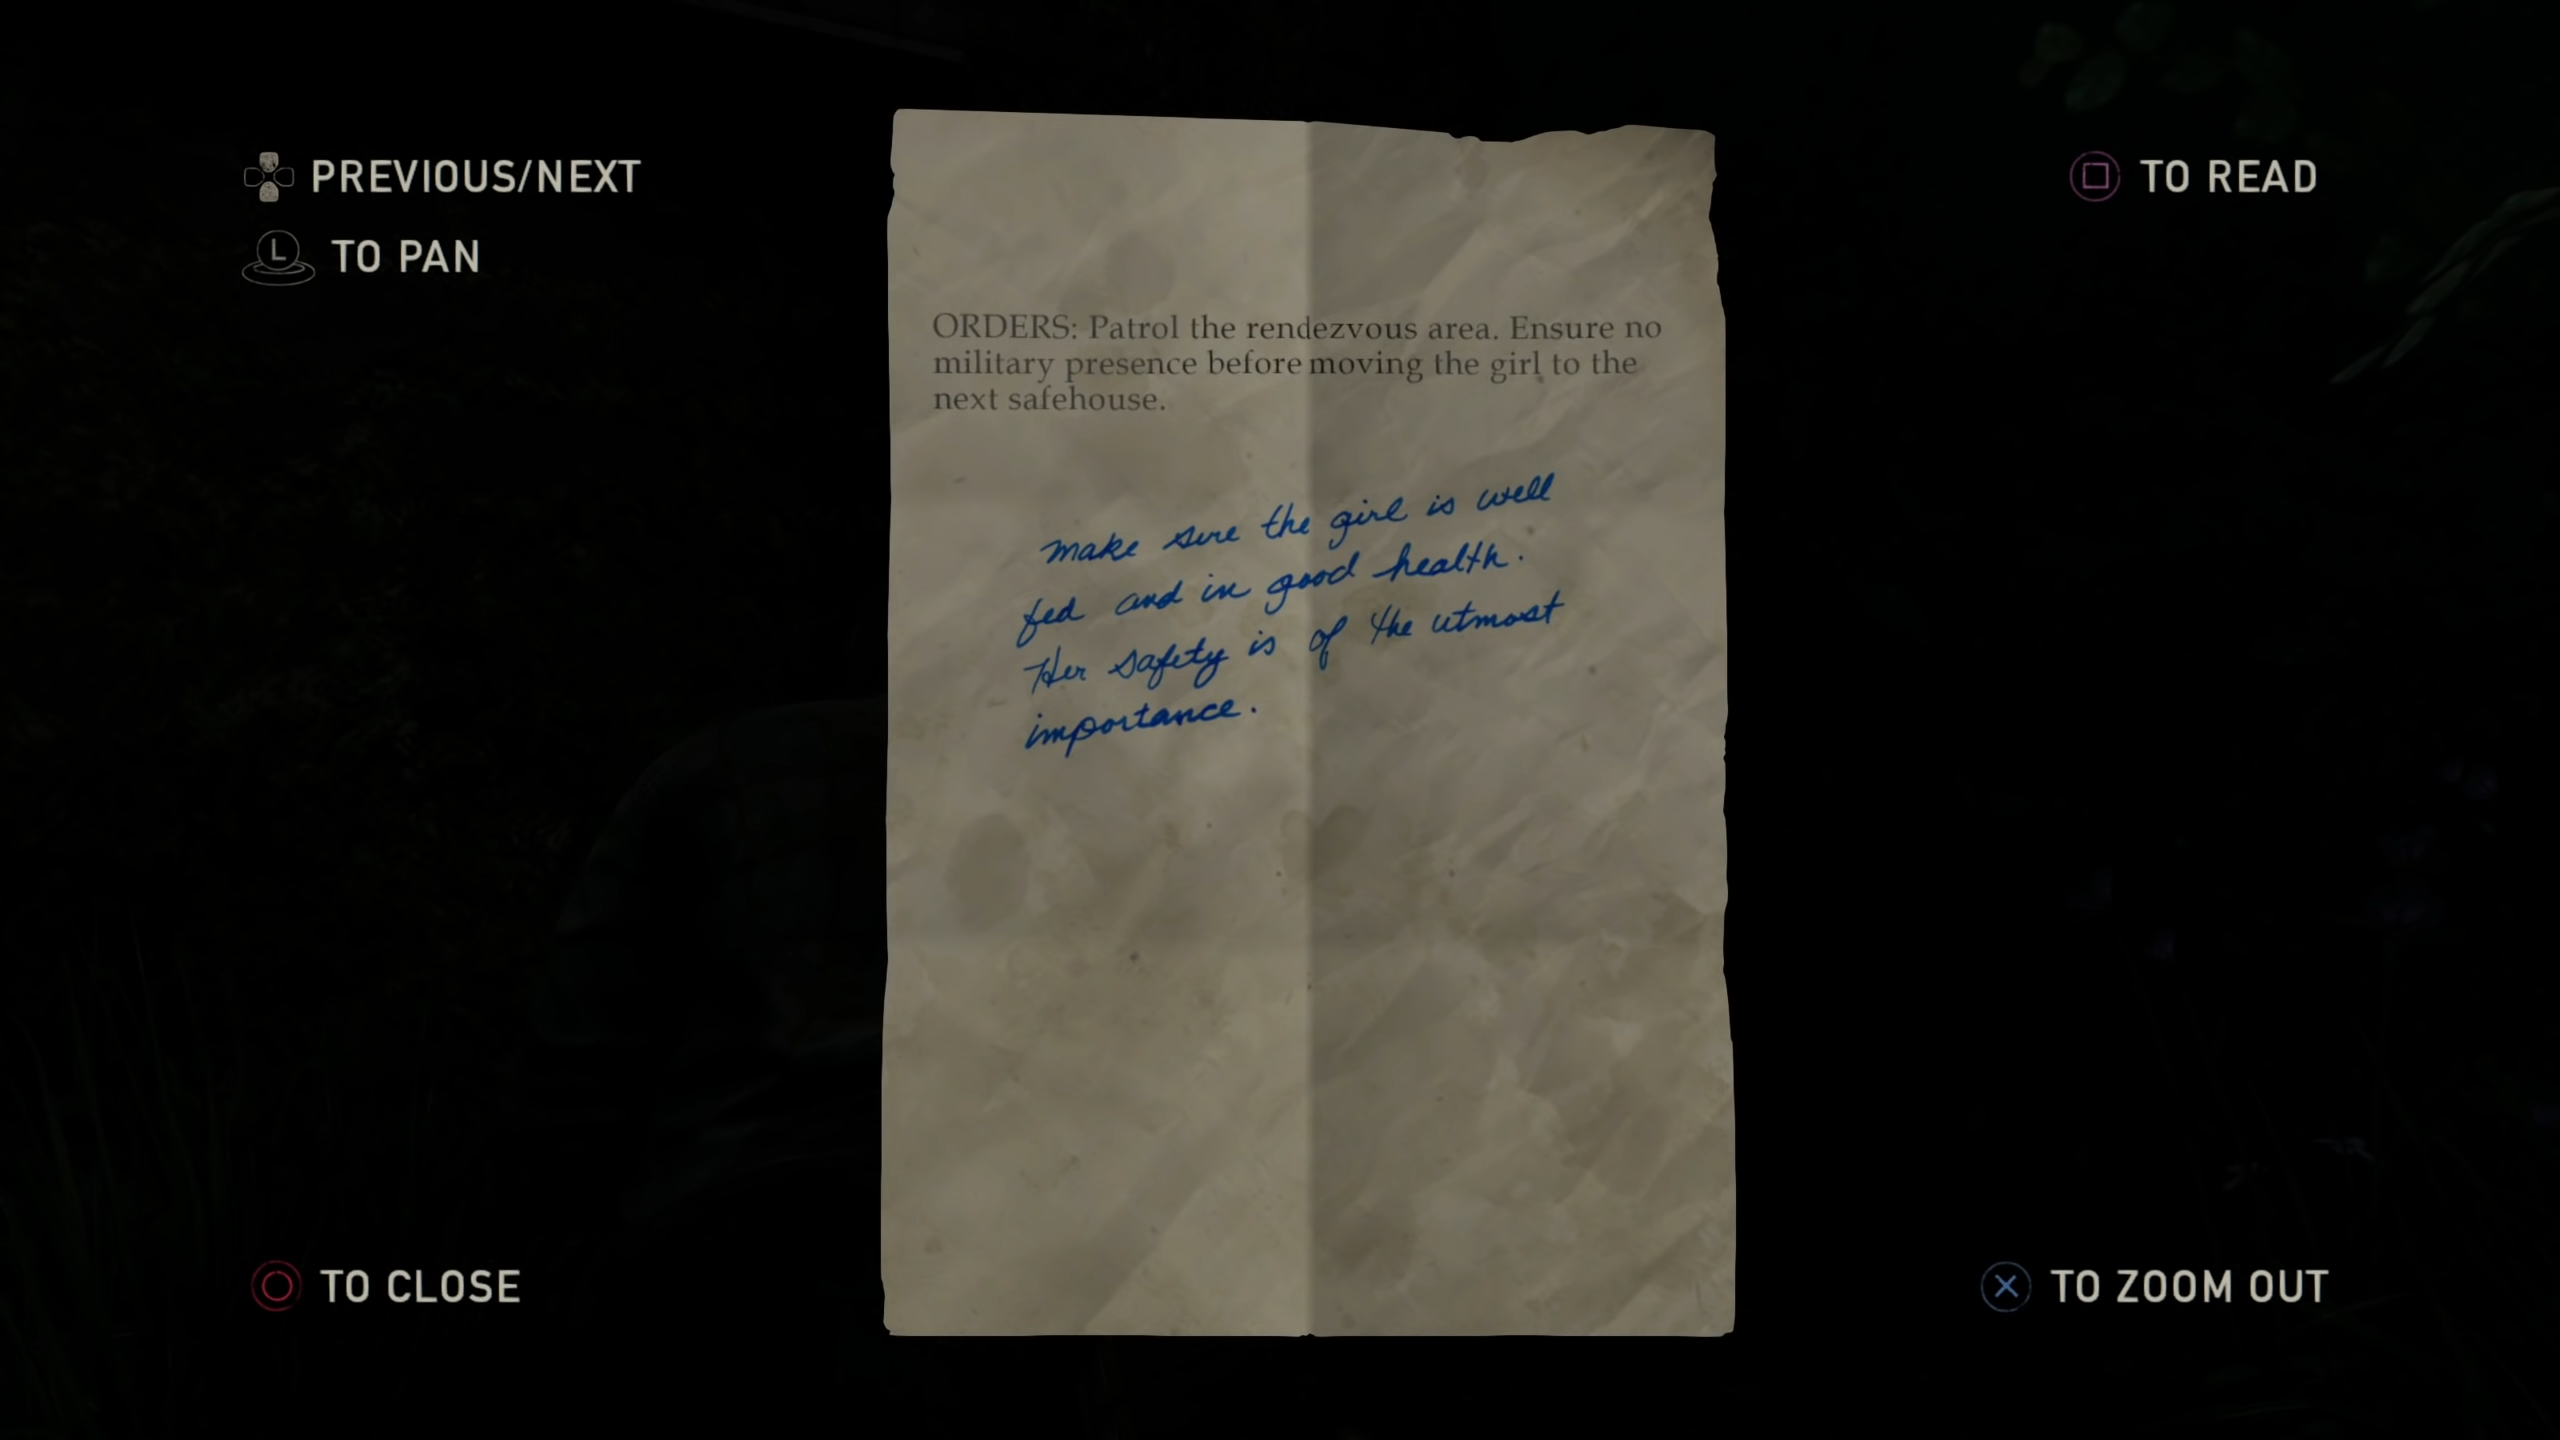 PREVIOUS/NEXT
L TO PAN
TO READ
ORDERS: Patrol the rendezvous area. Ensure no
military presence before moving the girl to the
next safehouse.
make sure the girl is well
fed and in good health.
Her safety is of the utmost
importance.
TO CLOSE
TO ZOOM OUT